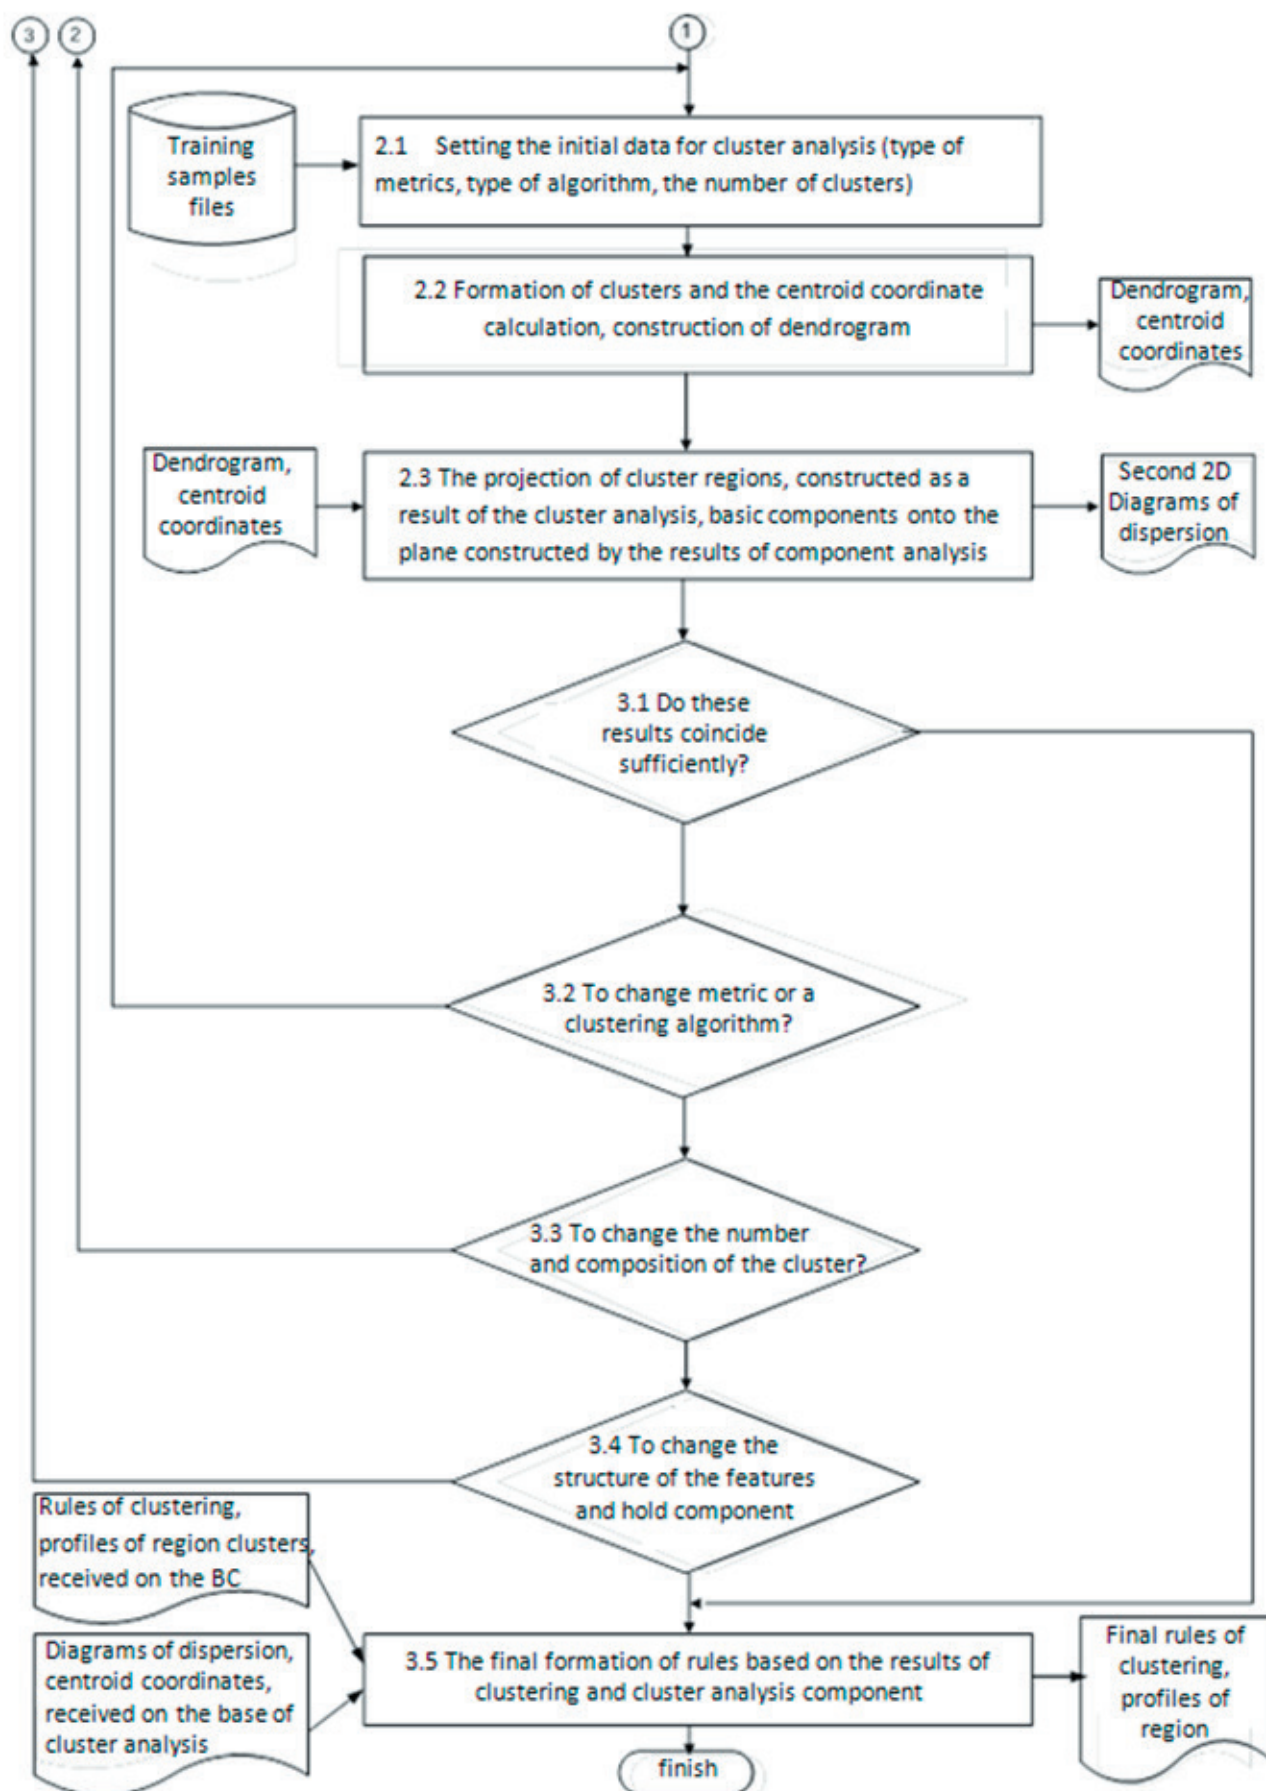 3
2
1
Training
samples
files
2.1 Setting the initial data for cluster analysis (type of
metrics, type of algorithm, the number of clusters)
2.2 Formation of clusters and the centroid coordinate
calculation, construction of dendrogram
Dendrogram,
centroid
coordinates
Dendrogram,
centroid
coordinates
2.3 The projection of cluster regions, constructed as a
result of the cluster analysis, basic components onto the
plane constructed by the results of component analysis
Second 2D
Diagrams of
dispersion
3.1 Do these
results coincide
sufficiently?
3.2 To change metric or a
clustering algorithm?
3.3 To change the number
and composition of the cluster?
3.4 To change the
structure of the features
and hold component
Rules of clustering,
profiles of region clusters,
received on the BC
Diagrams of dispersion,
centroid coordinates,
received on the base of
cluster analysis
3.5 The final formation of rules based on the results of
clustering and cluster analysis component
Final rules of
clustering,
profiles of
region
finish